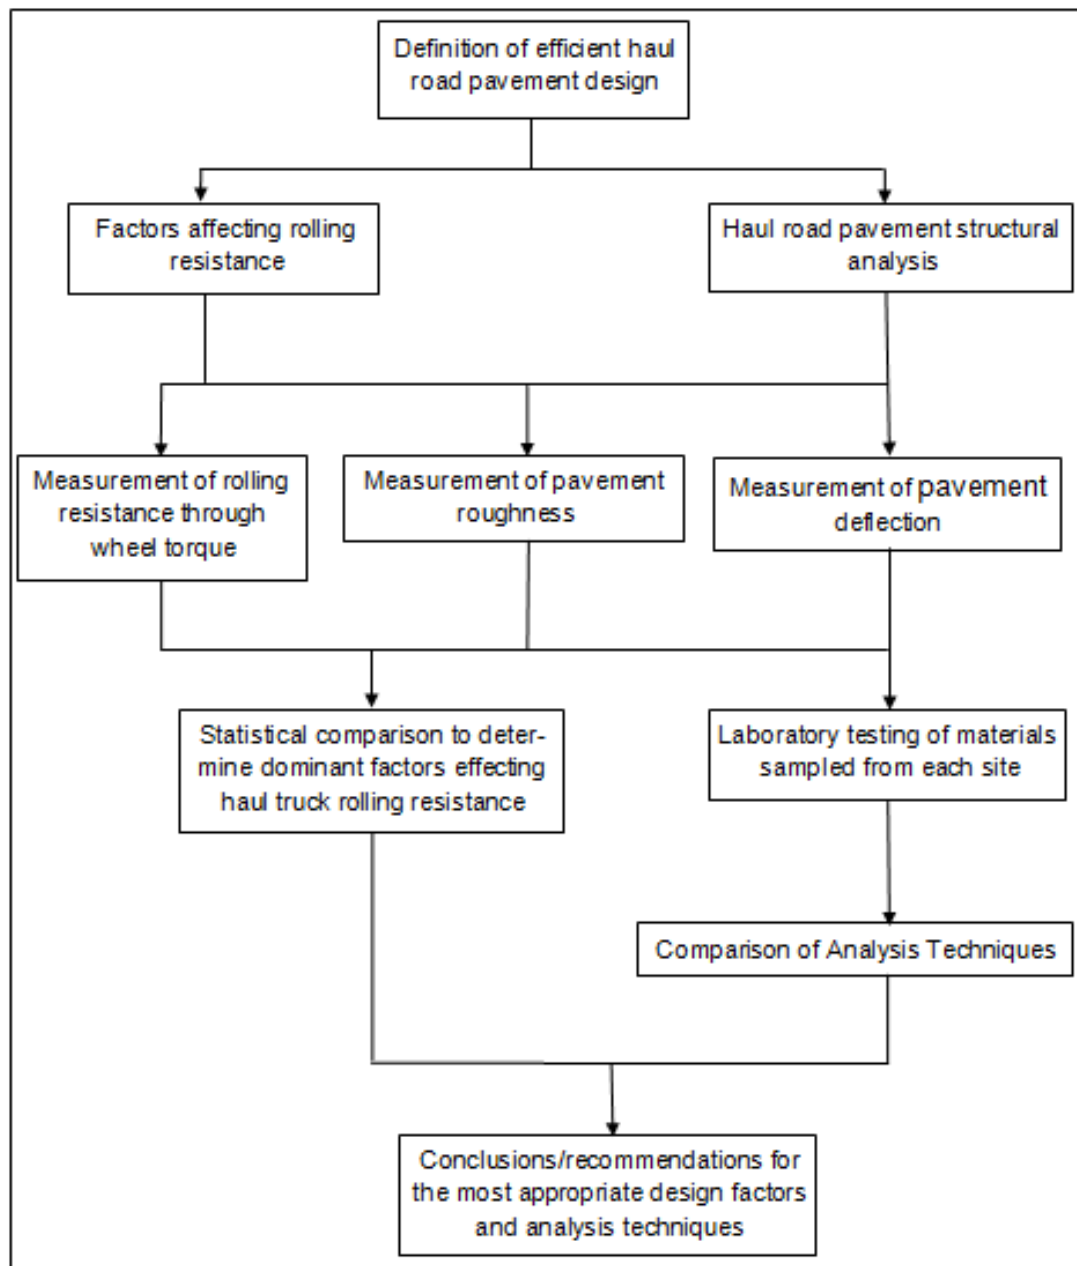 Definition of efficient haul
road pavement design
Factors affecting rolling
resistance
Haul road pavement structural
analysis
Measurement of rolling
resistance through
wheel torque
Measurement of pavement
roughness
Measurement of pavement
deflection
Statistical comparison to deter-
mine dominant factors effecting
haul truck rolling resistance
Laboratory testing of materials
sampled from each site
Comparison of Analysis Techniques
Conclusions/recommendations for
the most appropriate design factors
and analysis techniques